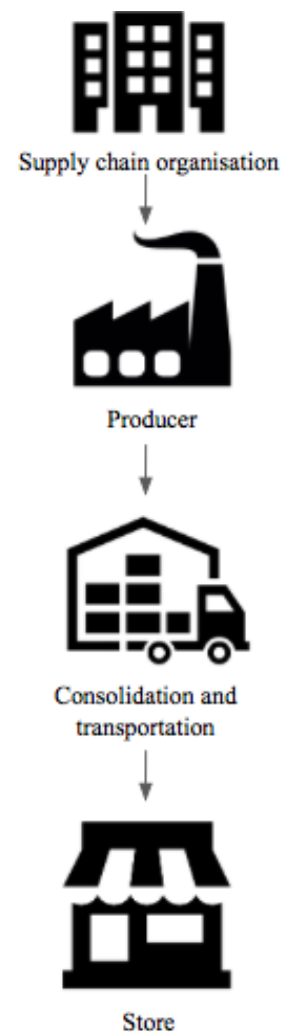 Supply chain organisation
Producer
Consolidation and
transportation
Store